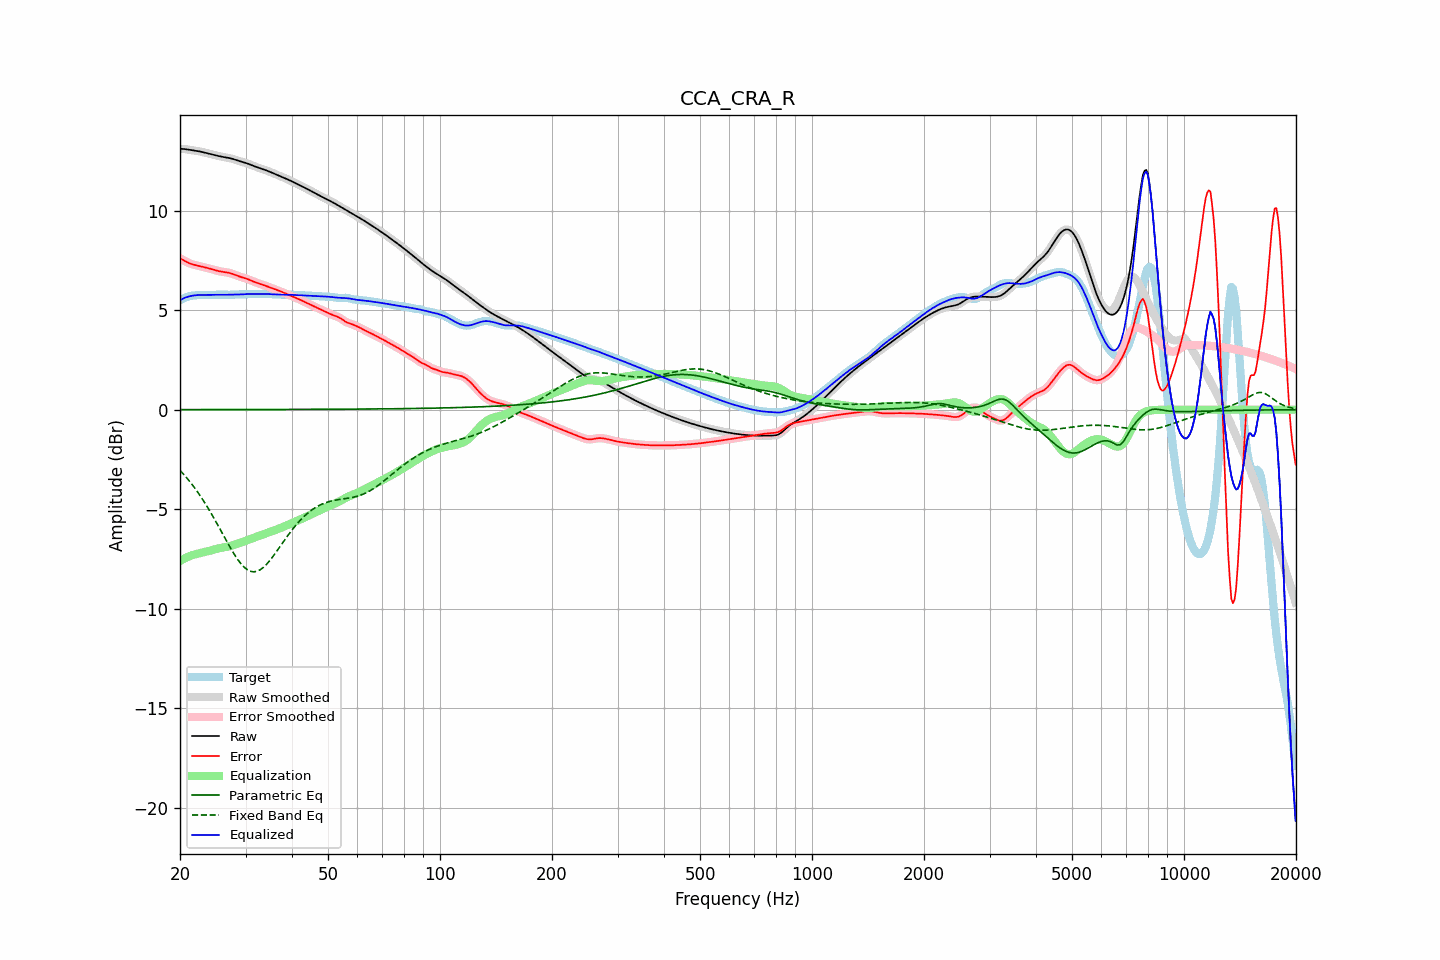 CCA_CRA_R
Amplitude (dBr)
10
5
0
−5
−10
−15
−20
Target
Raw Smoothed
Error Smoothed
Raw
Error
Equalization
Parametric Eq
Fixed Band Eq
Equalized
20 50 100 200 500 1000 2000 5000 10000 20000
Frequency (Hz)